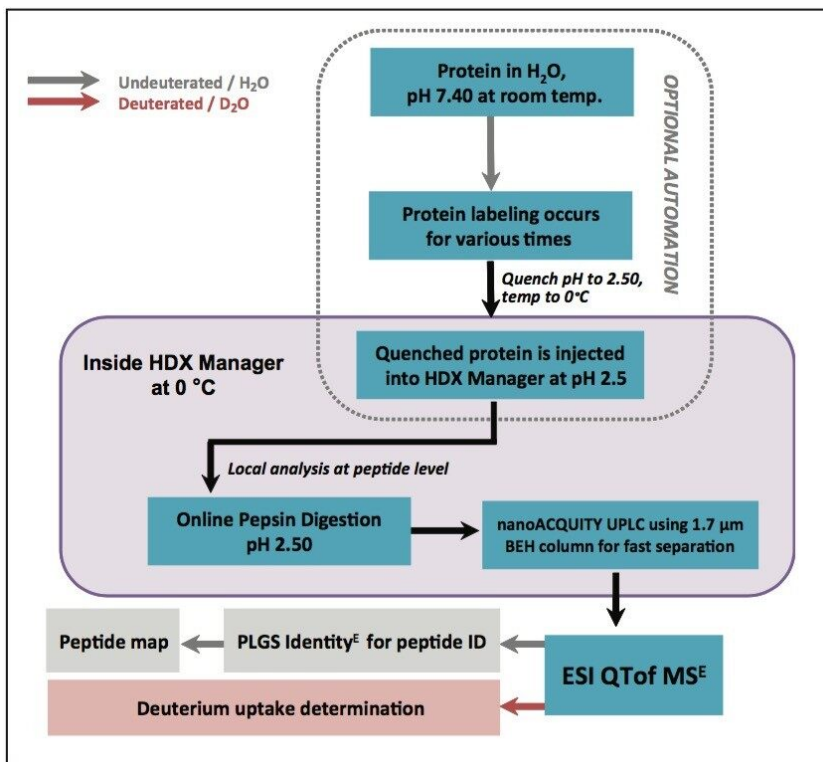 Undeuterated / H₂O
Deuterated / D₂O
Protein in H₂O,
pH 7.40 at room temp.
OPTIONAL AUTOMATION
Protein labeling occurs
for various times
Quench pH to 2.50,
temp to 0°C
Inside HDX Manager
at 0 °C
Quenched protein is injected
into HDX Manager at pH 2.5
Local analysis at peptide level
Online Pepsin Digestion
pH 2.50
nanoACQUITY UPLC using 1.7 µm
BEH column for fast separation
Peptide map
PLGS Identityᴱ for peptide ID
ESI QTof MSᴱ
Deuterium uptake determination